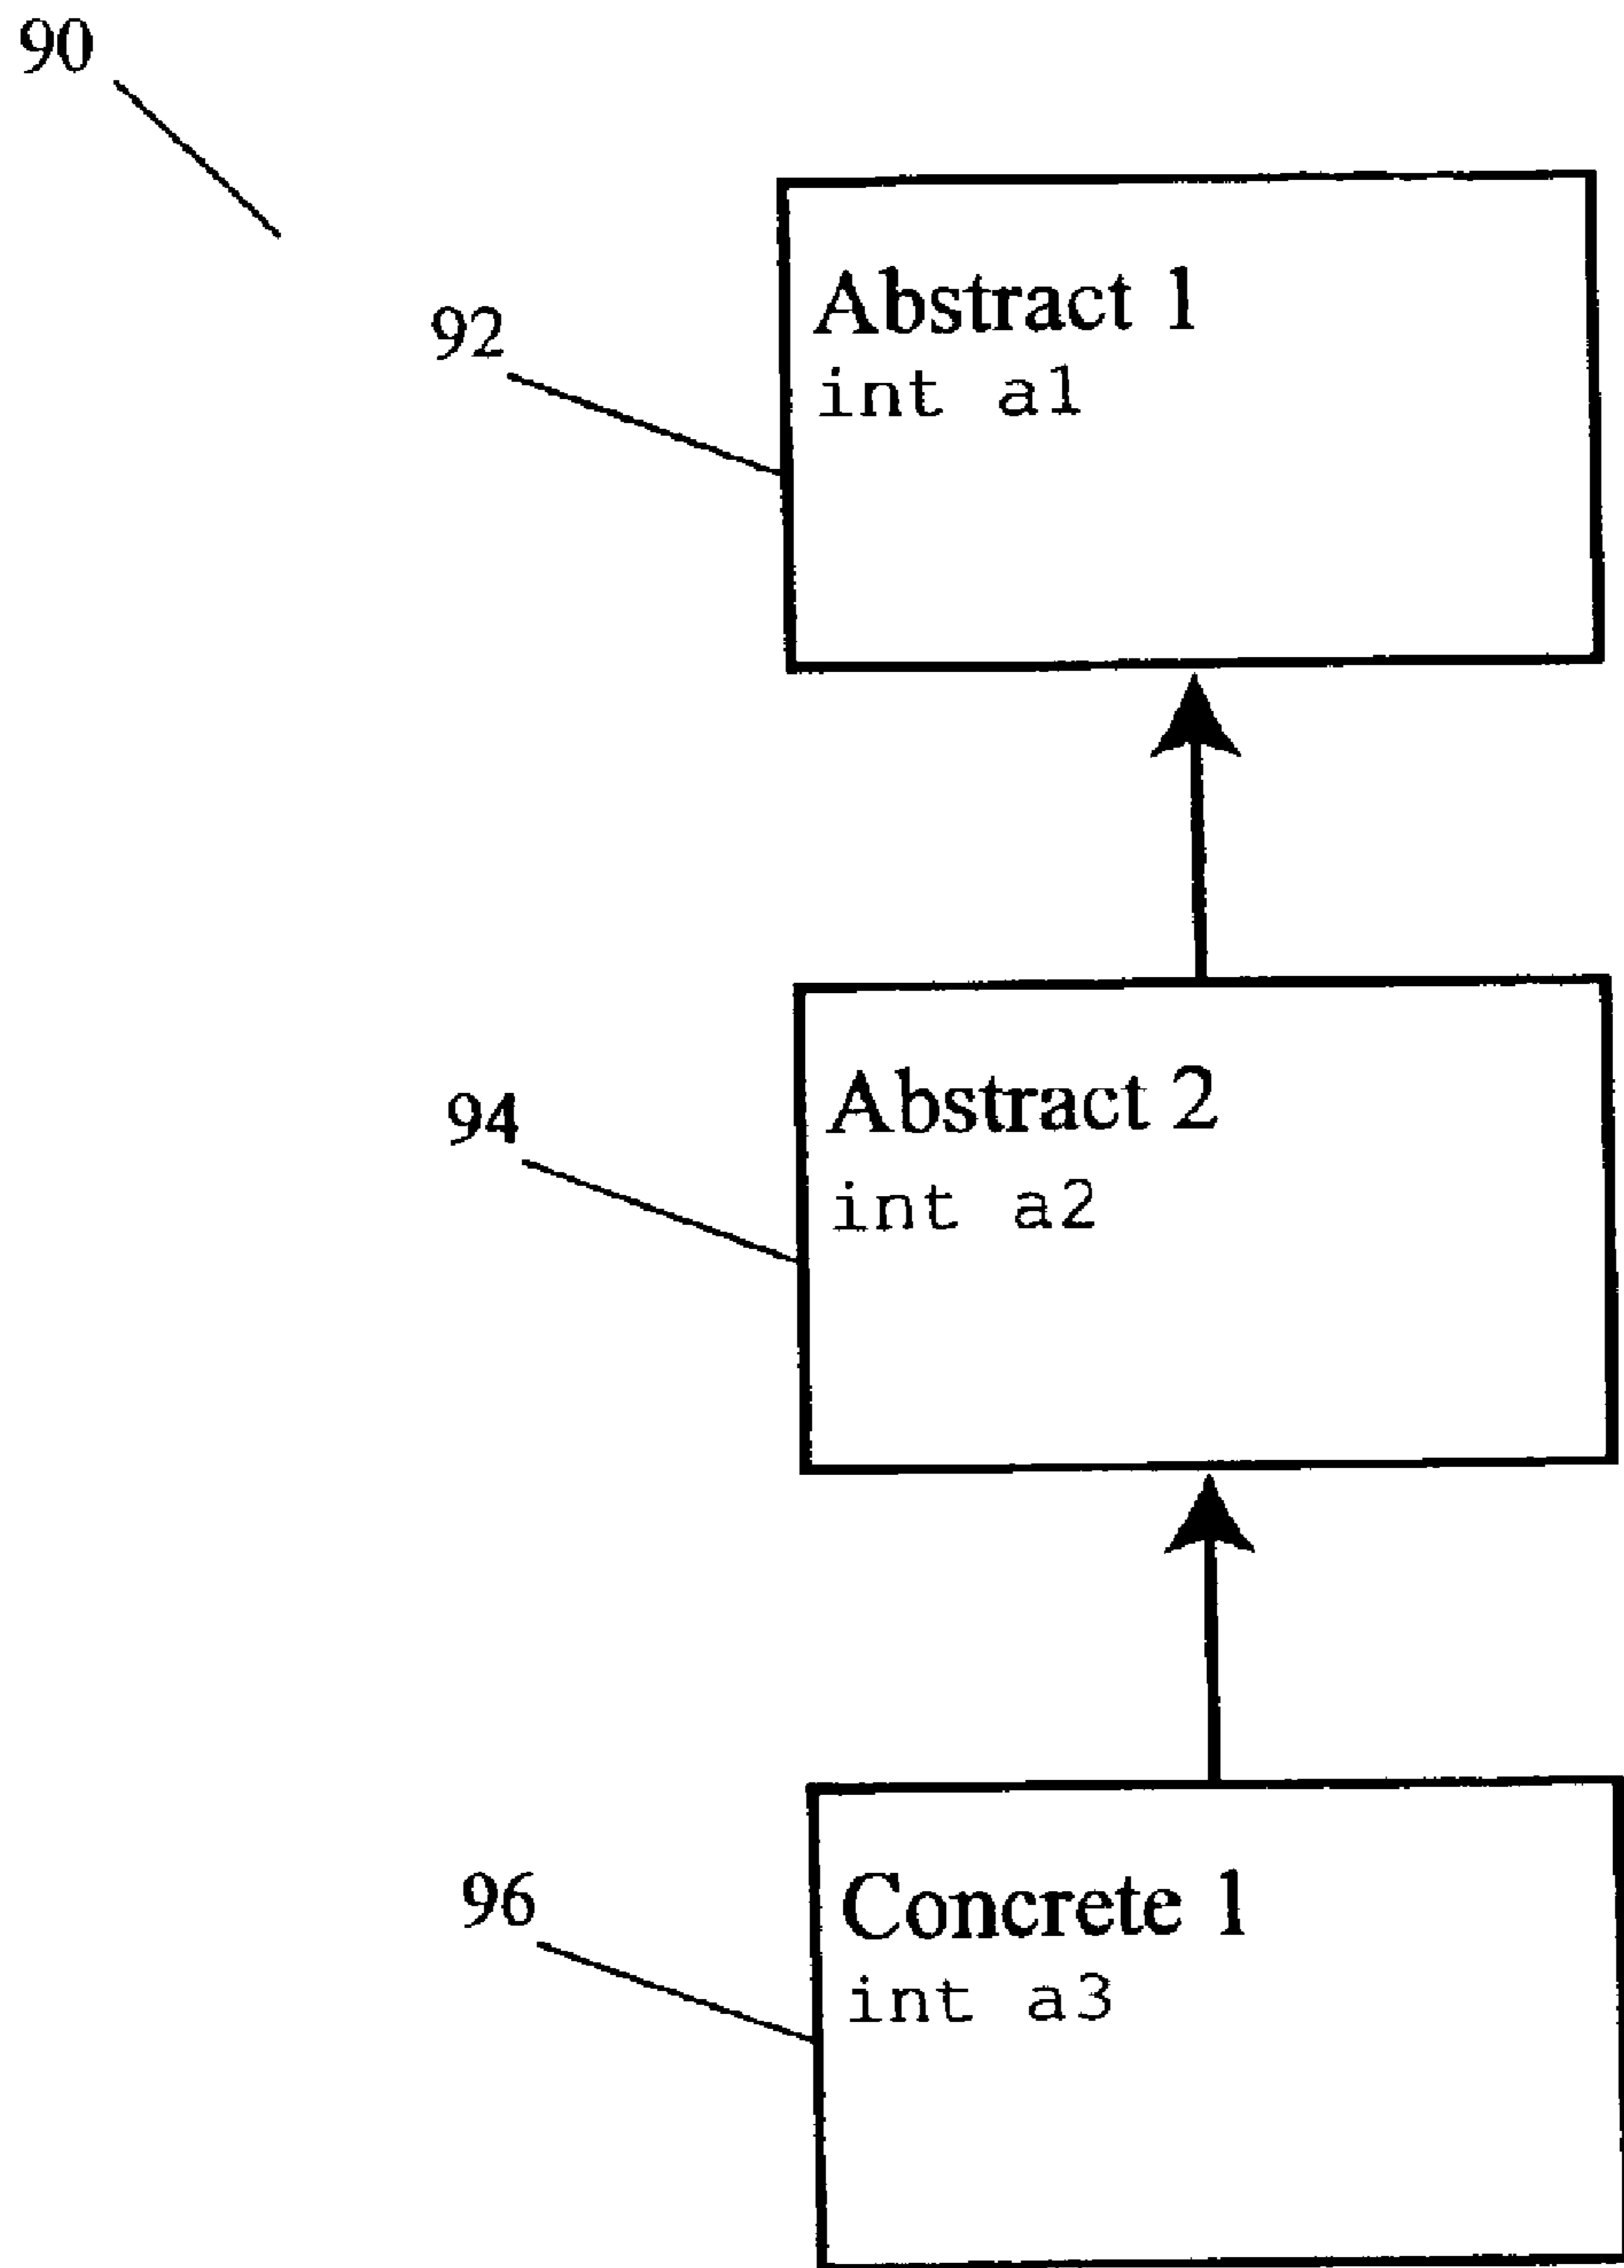 90
92
Abstract 1
int a1
94
Abstract 2
int a2
96
Concrete 1
int a3